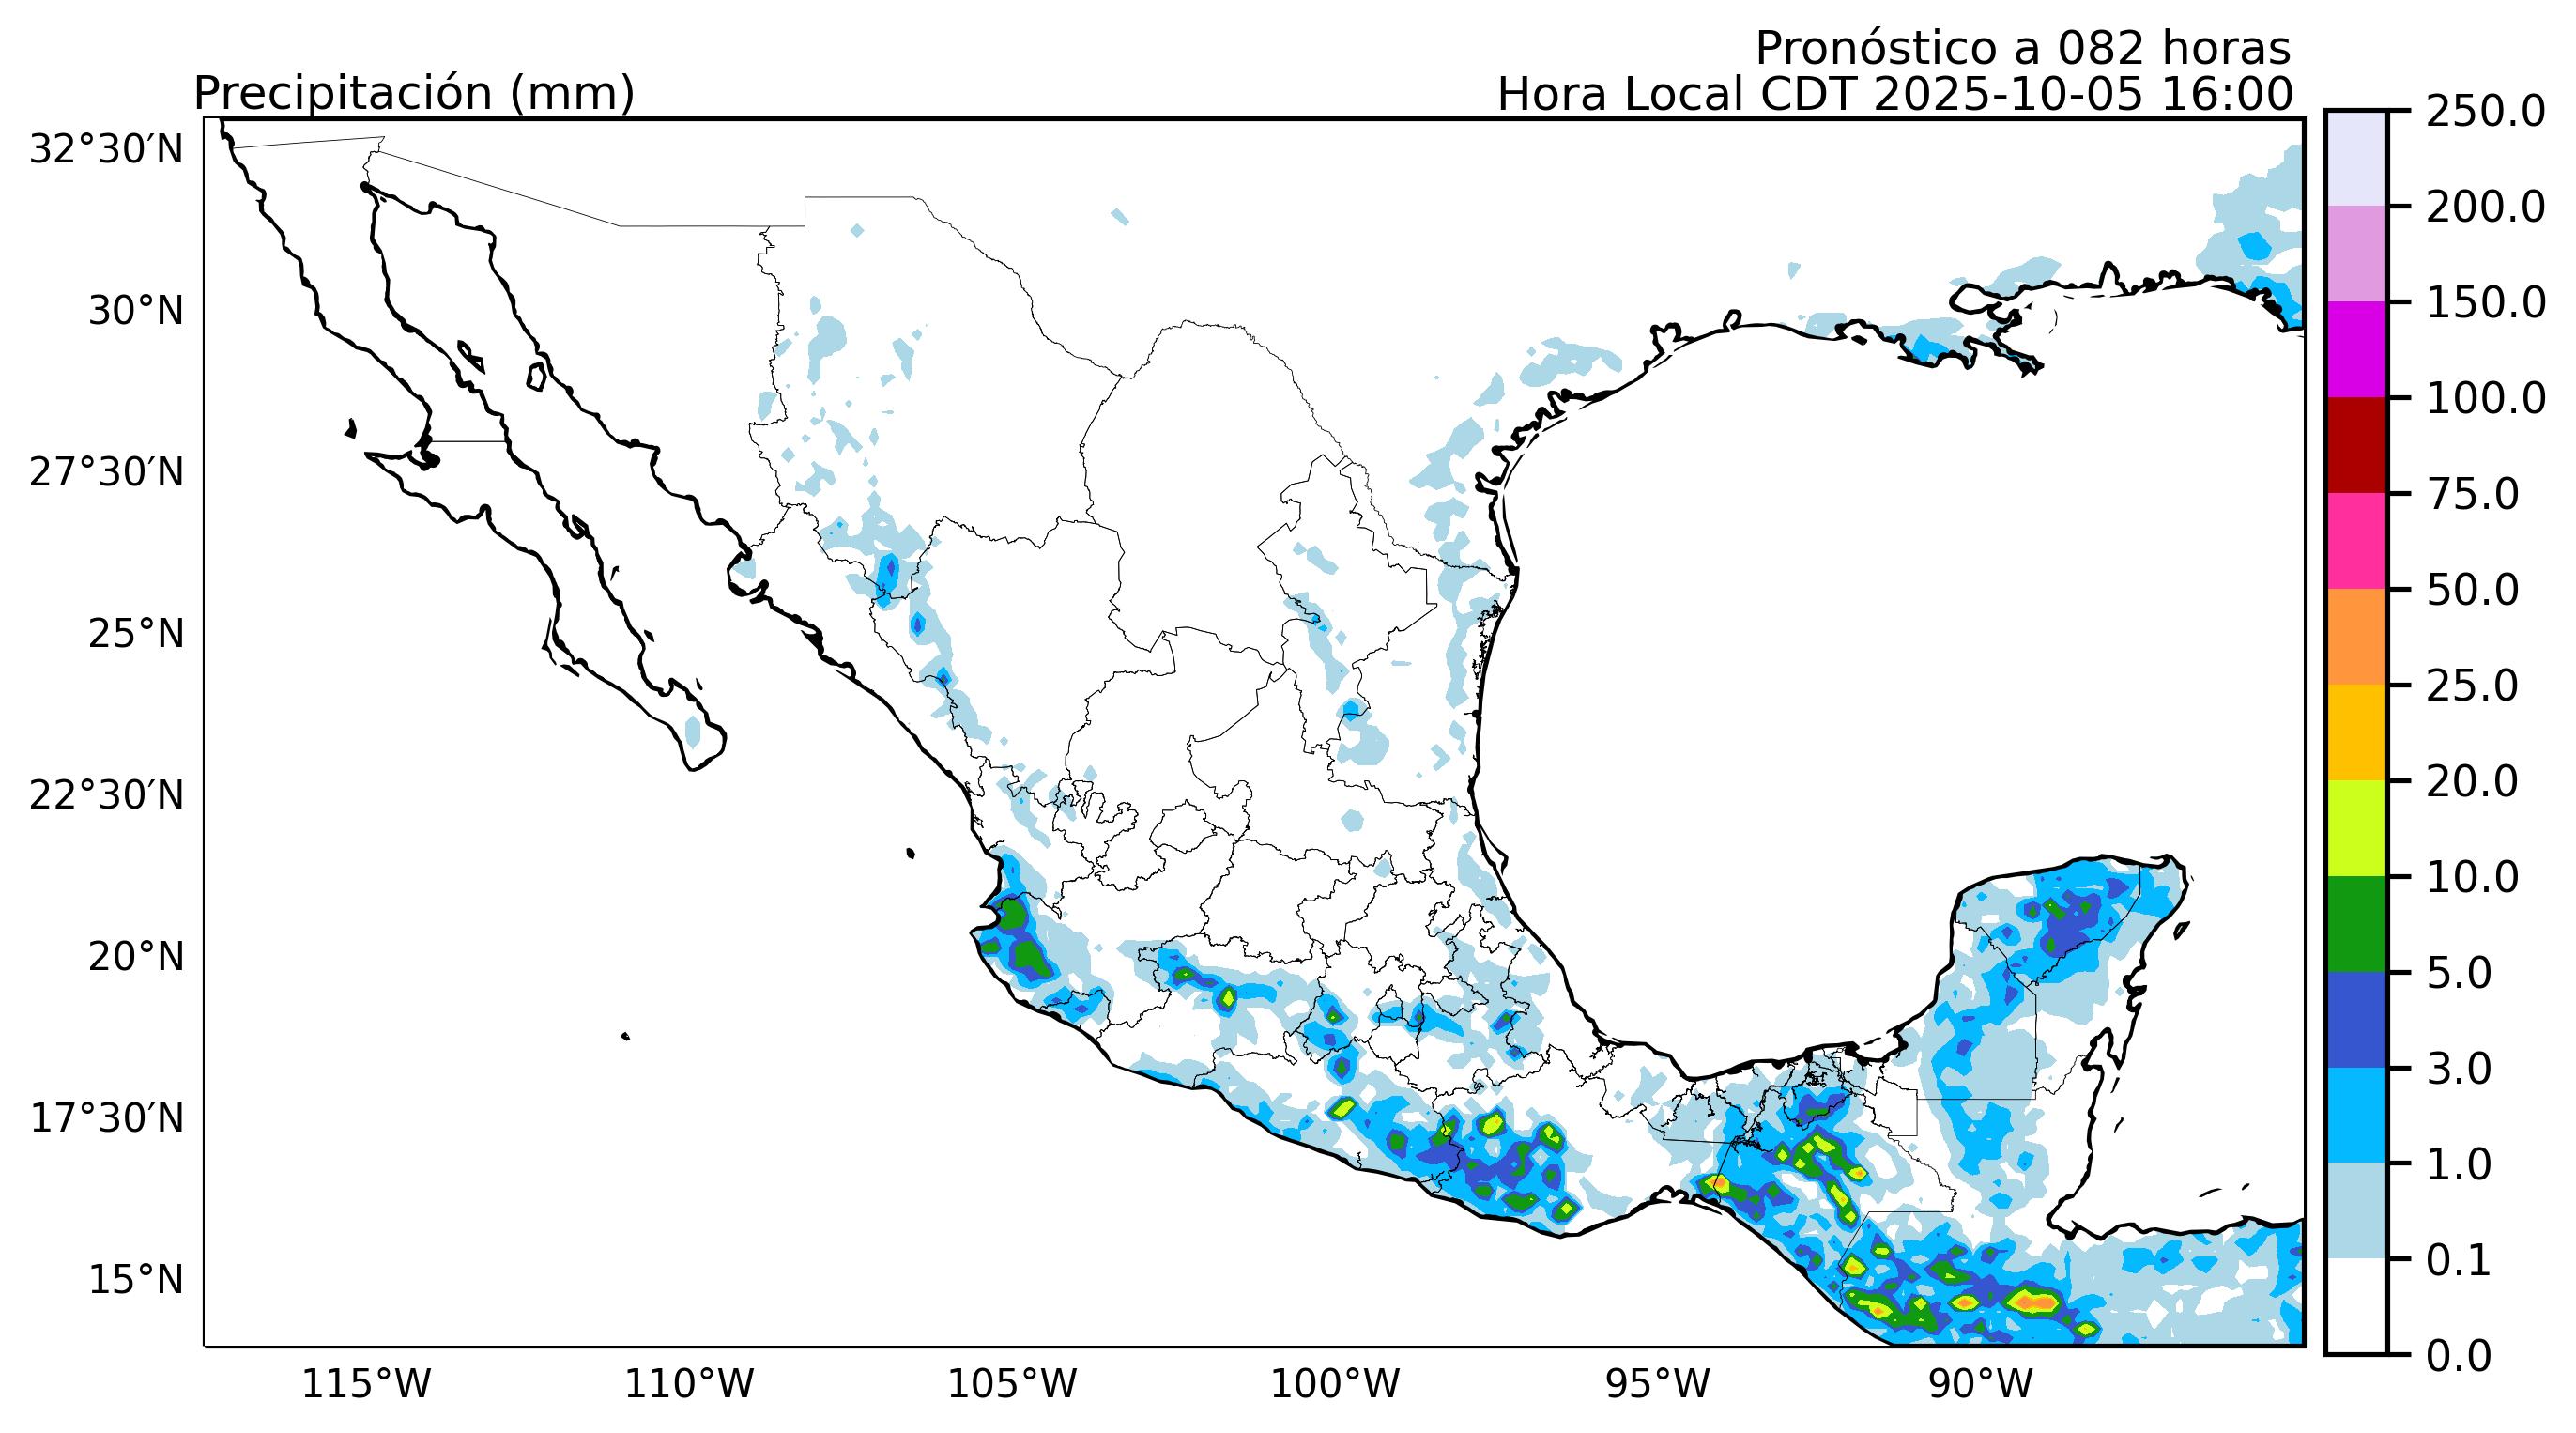 Pronóstico a 082 horas
Precipitación (mm)
Hora Local CDT 2025-10-05 16:00
32°30′N
30°N
27°30′N
25°N
22°30′N
20°N
17°30′N
15°N
115°W
110°W
105°W
100°W
95°W
90°W
250.0
200.0
150.0
100.0
75.0
50.0
25.0
20.0
10.0
5.0
3.0
1.0
0.1
0.0